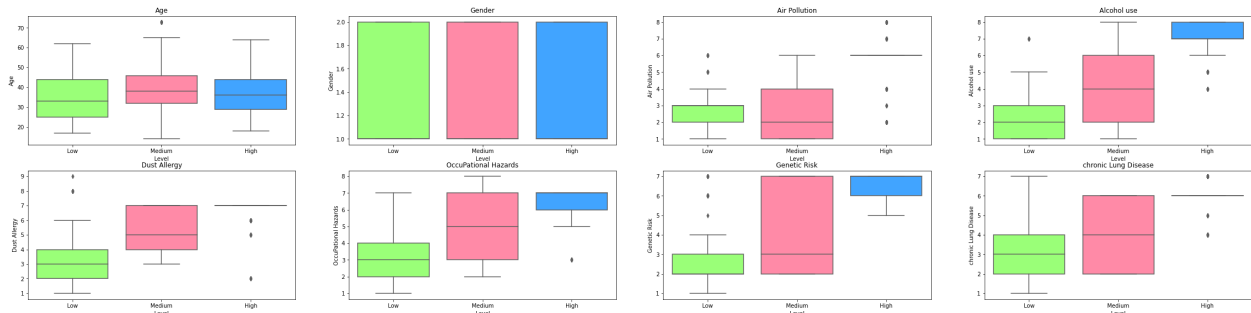 Age
Age
70
60
50
40
30
20
Low
Medium
High
Level
Gender
Gender
2.0
1.8
1.6
1.4
1.2
1.0
Low
Medium
High
Level
Air Pollution
Air Pollution
8
7
6
5
4
3
2
1
Low
Medium
High
Level
Alcohol use
Alcohol use
8
7
6
5
4
3
2
1
Low
Medium
High
Level
Dust Allergy
Dust Allergy
9
8
7
6
5
4
3
2
1
Low
Medium
High
Level
OccuPational Hazards
OccuPational Hazards
8
7
6
5
4
3
2
1
Low
Medium
High
Level
Genetic Risk
Genetic Risk
7
6
5
4
3
2
1
Low
Medium
High
Level
chronic Lung Disease
chronic Lung Disease
7
6
5
4
3
2
1
Low
Medium
High
Level